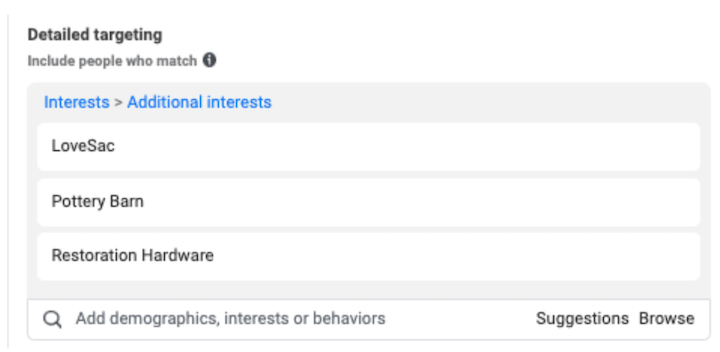 Detailed targeting
Include people who match
Interests > Additional interests
LoveSac
Pottery Barn
Restoration Hardware
Add demographics, interests or behaviors Suggestions Browse